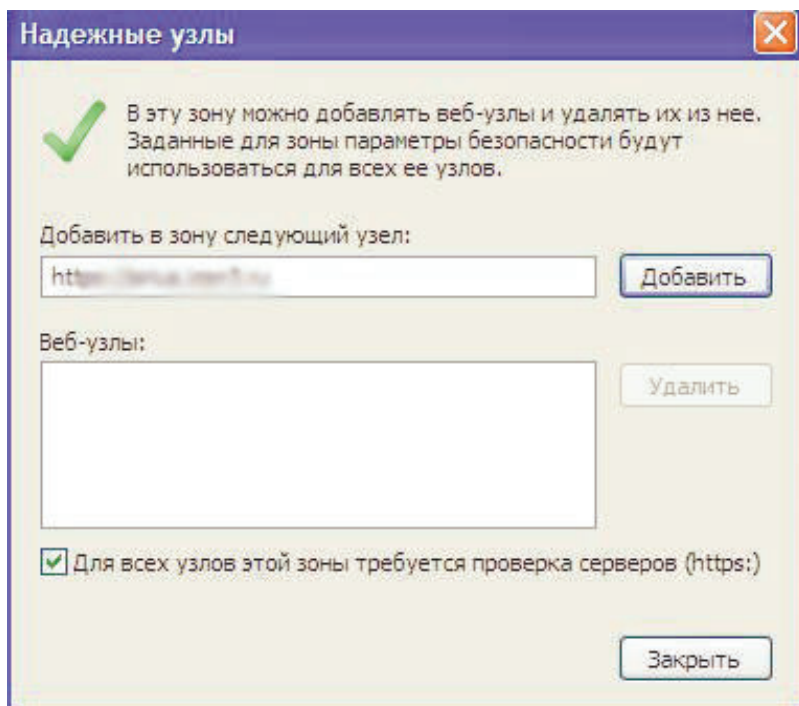 Надежные узлы
В эту зону можно добавлять веб-узлы и удалять их из нее.
Заданные для зоны параметры безопасности будут
использоваться для всех ее узлов.
Добавить в зону следующий узел:
Добавить
Веб-узлы:
Удалить
Для всех узлов этой зоны требуется проверка серверов (https:)
Закрыть